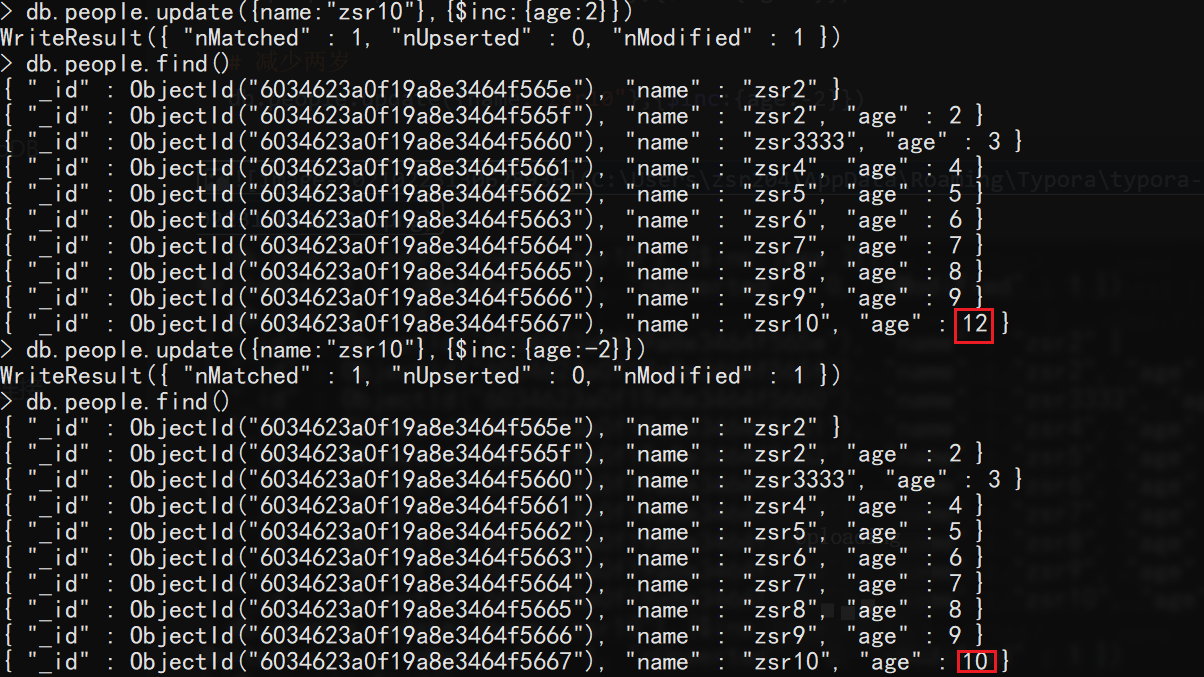 > db.people.update({name:"zsr10"},{$inc:{age:2}})
WriteResult({ "nMatched" : 1, "nUpserted" : 0, "nModified" : 1 })
> db.people.find()
{ "_id" : ObjectId("6034623a0f19a8e3464f565e"), "name" : "zsr2" }
{ "_id" : ObjectId("6034623a0f19a8e3464f565f"), "name" : "zsr2", "age" : 2 }
{ "_id" : ObjectId("6034623a0f19a8e3464f5660"), "name" : "zsr3333", "age" : 3 }
{ "_id" : ObjectId("6034623a0f19a8e3464f5661"), "name" : "zsr4", "age" : 4 }
{ "_id" : ObjectId("6034623a0f19a8e3464f5662"), "name" : "zsr5", "age" : 5 }
{ "_id" : ObjectId("6034623a0f19a8e3464f5663"), "name" : "zsr6", "age" : 6 }
{ "_id" : ObjectId("6034623a0f19a8e3464f5664"), "name" : "zsr7", "age" : 7 }
{ "_id" : ObjectId("6034623a0f19a8e3464f5665"), "name" : "zsr8", "age" : 8 }
{ "_id" : ObjectId("6034623a0f19a8e3464f5666"), "name" : "zsr9", "age" : 9 }
{ "_id" : ObjectId("6034623a0f19a8e3464f5667"), "name" : "zsr10", "age" : 12 }
> db.people.update({name:"zsr10"},{$inc:{age:-2}})
WriteResult({ "nMatched" : 1, "nUpserted" : 0, "nModified" : 1 })
> db.people.find()
{ "_id" : ObjectId("6034623a0f19a8e3464f565e"), "name" : "zsr2" }
{ "_id" : ObjectId("6034623a0f19a8e3464f565f"), "name" : "zsr2", "age" : 2 }
{ "_id" : ObjectId("6034623a0f19a8e3464f5660"), "name" : "zsr3333", "age" : 3 }
{ "_id" : ObjectId("6034623a0f19a8e3464f5661"), "name" : "zsr4", "age" : 4 }
{ "_id" : ObjectId("6034623a0f19a8e3464f5662"), "name" : "zsr5", "age" : 5 }
{ "_id" : ObjectId("6034623a0f19a8e3464f5663"), "name" : "zsr6", "age" : 6 }
{ "_id" : ObjectId("6034623a0f19a8e3464f5664"), "name" : "zsr7", "age" : 7 }
{ "_id" : ObjectId("6034623a0f19a8e3464f5665"), "name" : "zsr8", "age" : 8 }
{ "_id" : ObjectId("6034623a0f19a8e3464f5666"), "name" : "zsr9", "age" : 9 }
{ "_id" : ObjectId("6034623a0f19a8e3464f5667"), "name" : "zsr10", "age" : 10 }